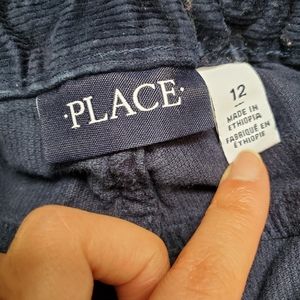 ·PLACE·
12
MADE IN
ETHIOPIA
FABRIQUÉ EN
ÉTHIOPIE